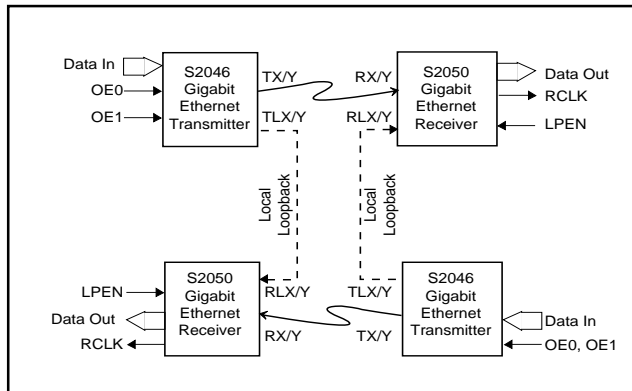 Data In
OE0
OE1
S2046
Gigabit
Ethernet
Transmitter
TX/Y
TLX/Y
RX/Y
RLX/Y
S2050
Gigabit
Ethernet
Receiver
Data Out
RCLK
LPEN
Local
Loopback
Local
Loopback
LPEN
Data Out
RCLK
S2050
Gigabit
Ethernet
Receiver
RLX/Y
RX/Y
TLX/Y
TX/Y
S2046
Gigabit
Ethernet
Transmitter
Data In
OE0, OE1